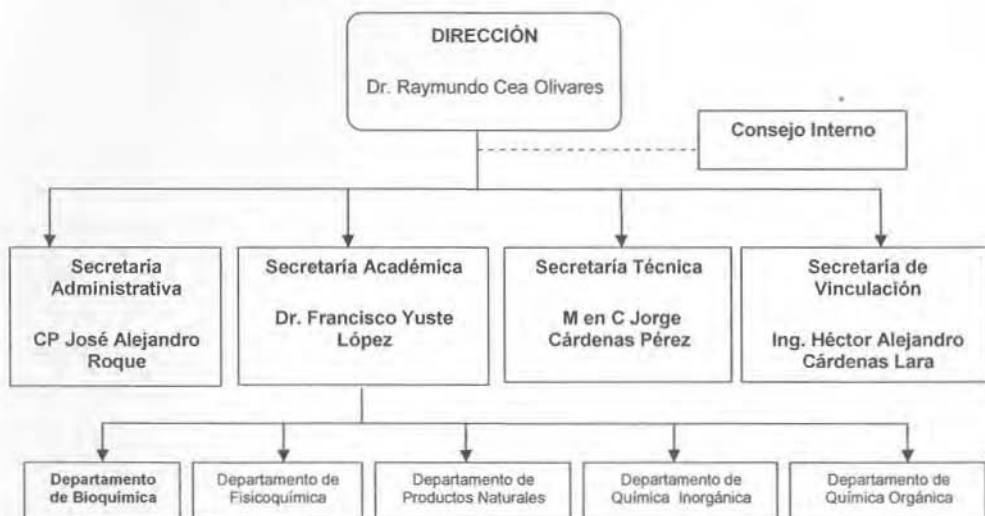 DIRECCIÓN
Dr. Raymundo Cea Olivares
Consejo Interno
Secretaría
Administrativa
CP José Alejandro
Roque
Secretaría Académica
Dr. Francisco Yuste
López
Secretaría Técnica
M en C Jorge
Cárdenas Pérez
Secretaría de
Vinculación
Ing. Héctor Alejandro
Cárdenas Lara
Departamento
de Bioquímica
Departamento de
Fisicoquímica
Departamento de
Productos Naturales
Departamento de
Química Inorgánica
Departamento de
Química Orgánica